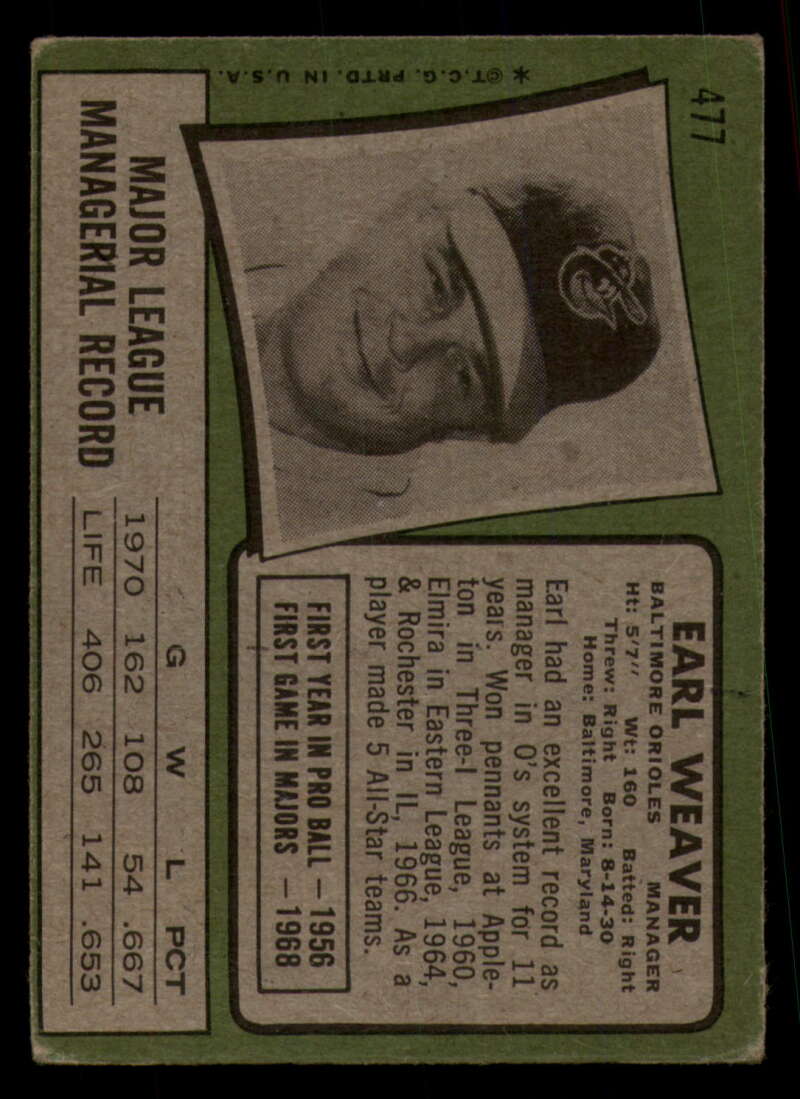 477
*©T.C.G. PRTD. IN U.S.A.
EARL WEAVER
BALTIMORE ORIOLES MANAGER
Ht: 5'7" Wt: 160 Batted: Right
Threw: Right Born: 8-14-30
Home: Baltimore, Maryland
Earl had an excellent record as
manager in O's system for 11
years. Won pennants at Apple-
ton in Three-I League, 1960,
Elmira in Eastern League, 1964,
& Rochester in IL, 1966. As a
player made 5 All-Star teams.
FIRST YEAR IN PRO BALL — 1956
FIRST GAME IN MAJORS — 1968
MAJOR LEAGUE
MANAGERIAL RECORD
G W L PCT
1970 162 108 54 .667
LIFE 406 265 141 .653